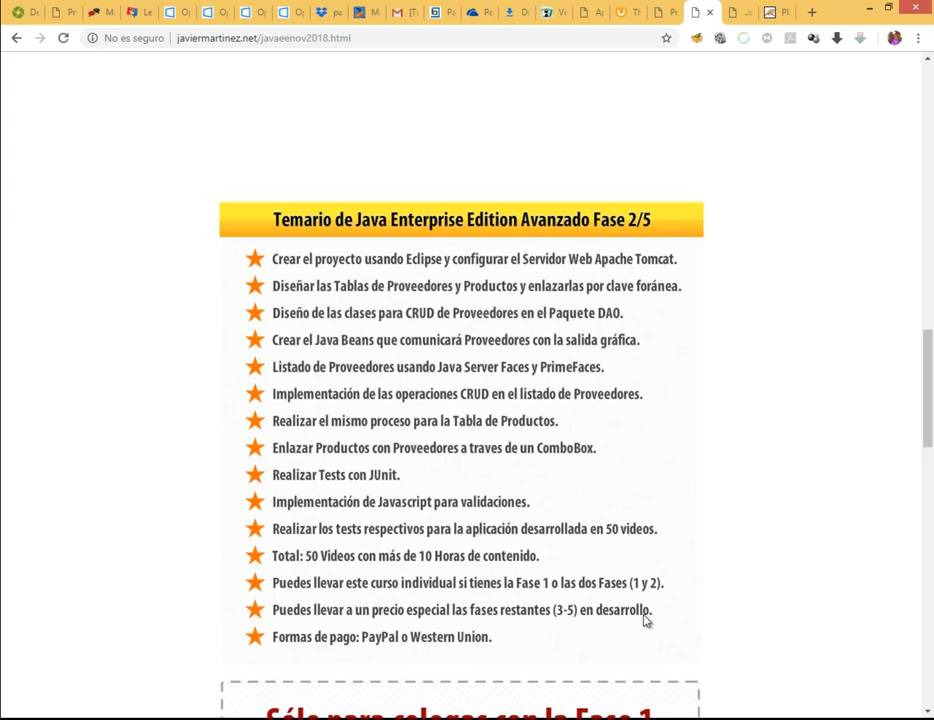 No es seguro
javiermartinez.net/javaeenov2018.html
Temario de Java Enterprise Edition Avanzado Fase 2/5
Crear el proyecto usando Eclipse y configurar el Servidor Web Apache Tomcat.
Diseñar las Tablas de Proveedores y Productos y enlazarlas por clave foránea.
Diseño de las clases para CRUD de Proveedores en el Paquete DAO.
Crear el Java Beans que comunicará Proveedores con la salida gráfica.
Listado de Proveedores usando Java Server Faces y PrimeFaces.
Implementación de las operaciones CRUD en el listado de Proveedores.
Realizar el mismo proceso para la Tabla de Productos.
Enlazar Productos con Proveedores a traves de un ComboBox.
Realizar Tests con JUnit.
Implementación de Javascript para validaciones.
Realizar los tests respectivos para la aplicación desarrollada en 50 videos.
Total: 50 Videos con más de 10 Horas de contenido.
Puedes llevar este curso individual si tienes la Fase 1 o las dos Fases (1 y 2).
Puedes llevar a un precio especial las fases restantes (3-5) en desarrollo.
Formas de pago: PayPal o Western Union.
Sólo para colegas con la Fase 1